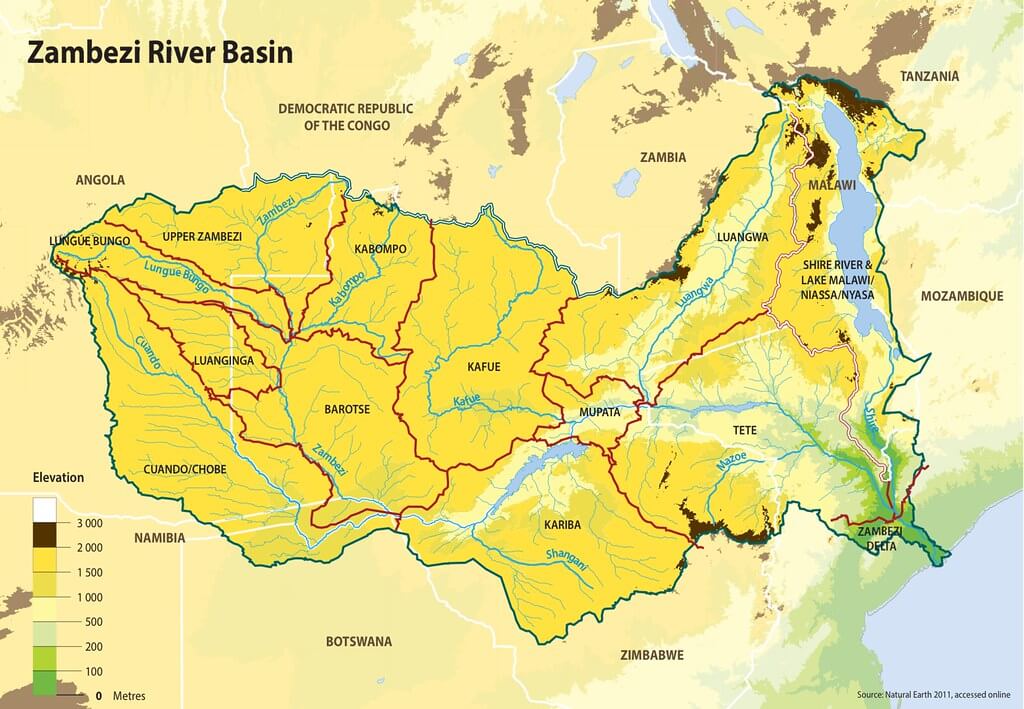 Zambezi River Basin
TANZANIA
DEMOCRATIC REPUBLIC
OF THE CONGO
ZAMBIA
ANGOLA
MALAWI
LUNGÚE BUNGO
UPPER ZAMBEZI
Zambezi
KABOMPO
LUANGWA
Lungue Bungo
Kabompo
Luangwa
SHIRE RIVER &
LAKE MALAWI/
NIASSA/NYASA
MOZAMBIQUE
Cuando
LUANGINGA
KAFUE
BAROTSE
Kafue
MUPATA
TETE
Shire
Zambezi
Mazoe
CUANDO/CHOBE
Elevation
3 000
2 000
1 500
1 000
500
200
100
0 Metres
NAMIBIA
KARIBA
Shangani
ZAMBEZI
DELTA
BOTSWANA
ZIMBABWE
Source: Natural Earth 2011, accessed online